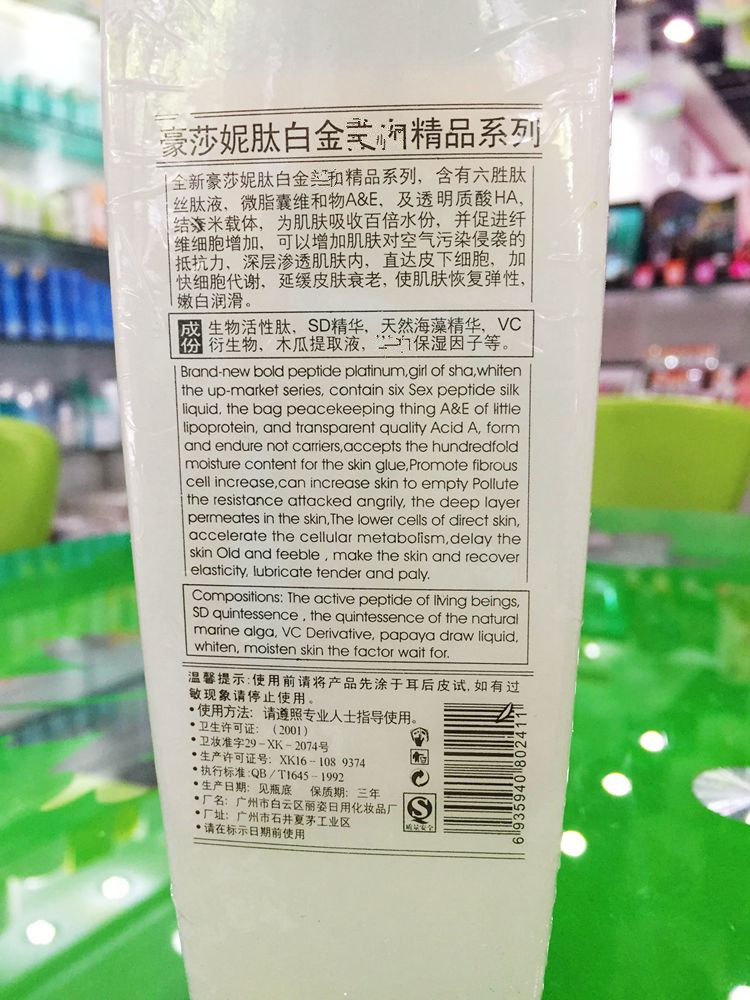 豪莎妮肽白金 精品系列
全新豪莎妮肽白金 和精品系列，含有六胜肽
丝肽液，微脂囊维和物A&E，及透明质酸HA，
结 米载体，为肌肤吸收百倍水份，并促进纤
维细胞增加，可以增加肌肤对空气污染侵袭的
抵抗力，深层渗透肌肤内，直达皮下细胞，加
快细胞代谢，延缓皮肤衰老，使肌肤恢复弹性，
嫩白润滑。
成份
生物活性肽，SD精华，天然海藻精华，VC
衍生物，木瓜提取液， 保湿因子等。
Brand-new bold peptide platinum,girl of sha,whiten
the up-market series, contain six Sex peptide silk
liquid, the bag peacekeeping thing A&E of little
lipoprotein, and transparent quality Acid A, form
and endure not carriers,accepts the hundredfold
moisture content for the skin glue,Promote fibrous
cell increase,can increase skin to empty Pollute
the resistance attacked angrily, the deep layer
permeates in the skin,The lower cells of direct skin,
accelerate the cellular metabolism,delay the
skin Old and feeble , make the skin and recover
elasticity, lubricate tender and paly.
Compositions: The active peptide of living beings,
SD quintessence , the quintessence of the natural
marine alga, VC Derivative, papaya draw liquid,
whiten, moisten skin the factor wait for.
温馨提示:使用前请将产品先涂于耳后皮试,如有过
敏现象请停止使用。
•使用方法：请遵照专业人士指导使用。
•卫生许可证：(2001)
•卫妆准字29-XK-2074号
•生产许可证号：XK16-108 9374
•执行标准:QB/T1645-1992
•生产日期：见瓶底 保质期：三年
•厂名：广州市白云区丽姿日用化妆品厂
•厂址：广州市石井夏茅工业区
•请在标示日期前使用
质量安全
6 935940 802411